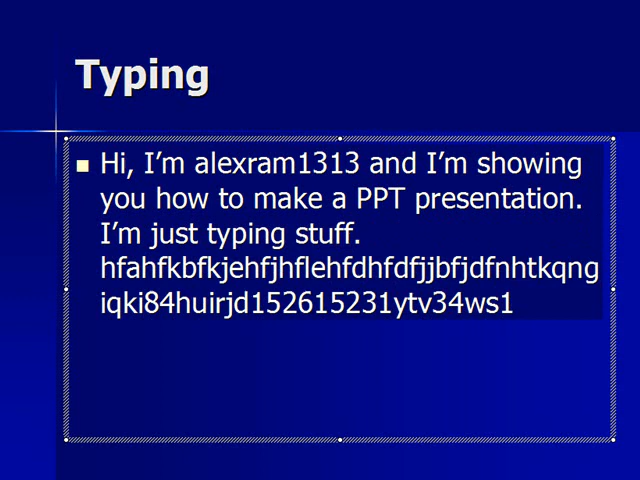 Typing
Hi, I'm alexram1313 and I'm showing
you how to make a PPT presentation.
I'm just typing stuff.
hfahfkbfkjehfjhflehfdhfdfjjbfjdfnhtkqng
iqki84huirjd152615231ytv34ws1